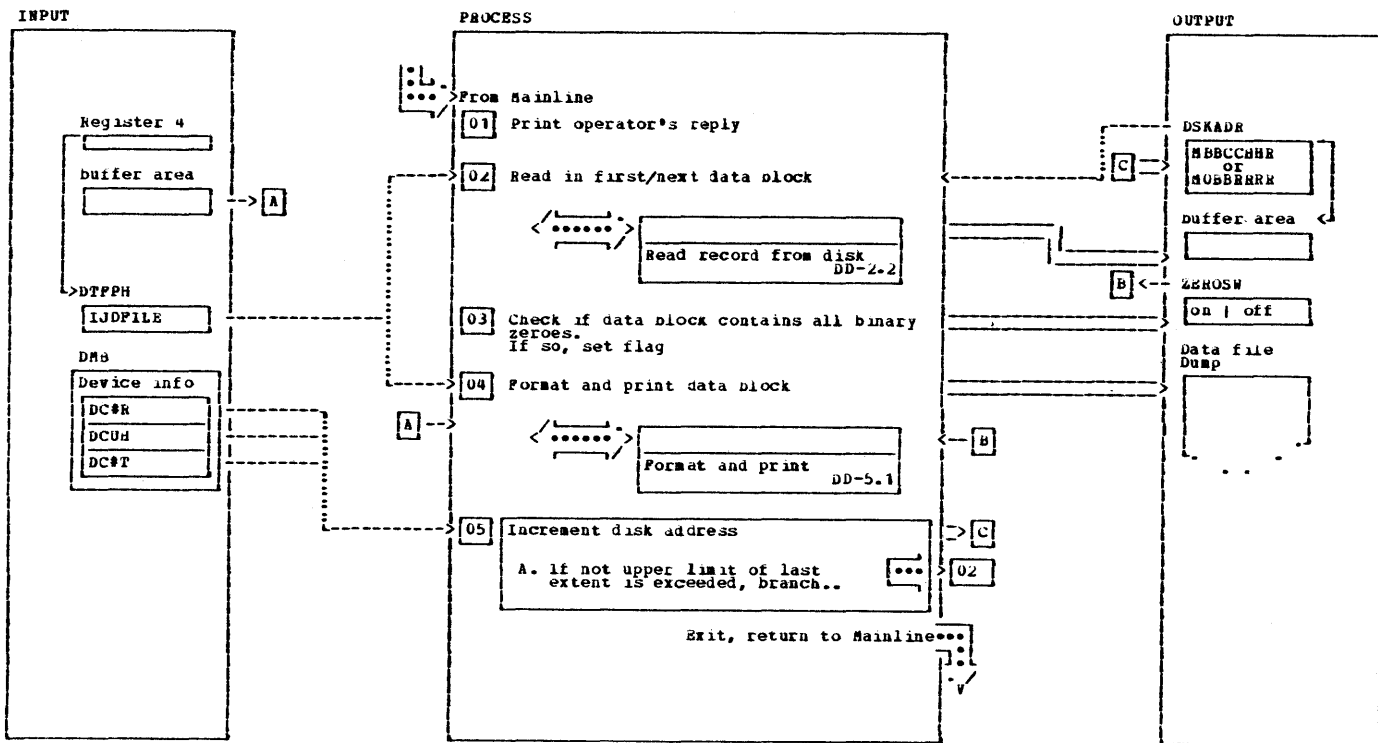 INPUT
PROCESS
OUTPUT
From Mainline
01 Print operator's reply
02 Read in first/next data block
Read record from disk
DD-2.2
03 Check if data block contains all binary
zeroes.
If so, set flag
04 Format and print data block
Format and print
DD-5.1
05 Increment disk address
A. if not upper limit of last
extent is exceeded, branch..
02
Exit, return to Mainline
Register 4
buffer area
A
DTFPH
IJDFILE
DMB
Device info
DC#R
DC#T
A
B
C
DSKADR
C
MBBCCHHR
or
M0BBRRRR
buffer area
B
ZEROSW
on | off
Data file
Dump